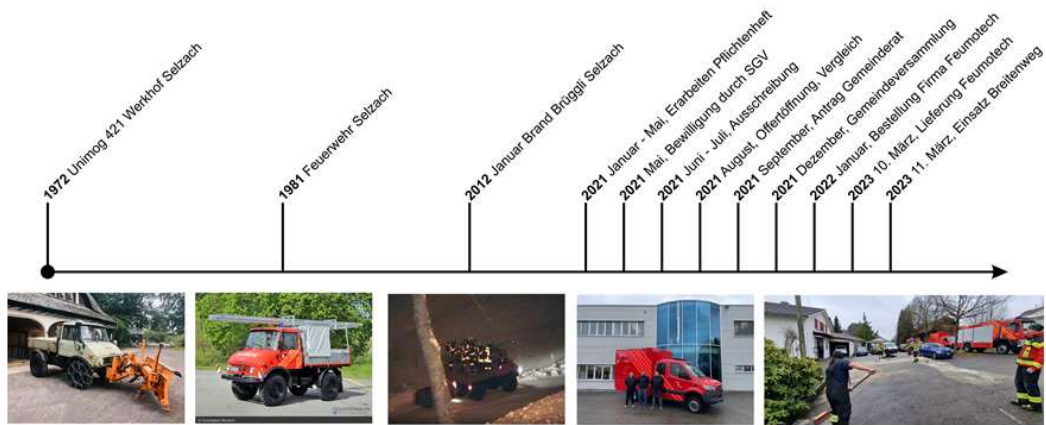 1972 Unimog 421 Werkhof Selzach
1981 Feuerwehr Selzach
2012 Januar Brand Brüggli Selzach
2021 Januar - Mai, Erarbeiten Pflichtenheft
2021 Mai, Bewilligung durch SGV
2021 Juni - Juli, Ausschreibung
2021 August, Offertöffnung, Vergleich
2021 September, Antrag Gemeinderat
2021 Dezember, Gemeindeversammlung
2022 Januar, Bestellung Firma Feumotech
2023 10. März, Lieferung Feumotech
2023 11. März, Einsatz Breitenweg